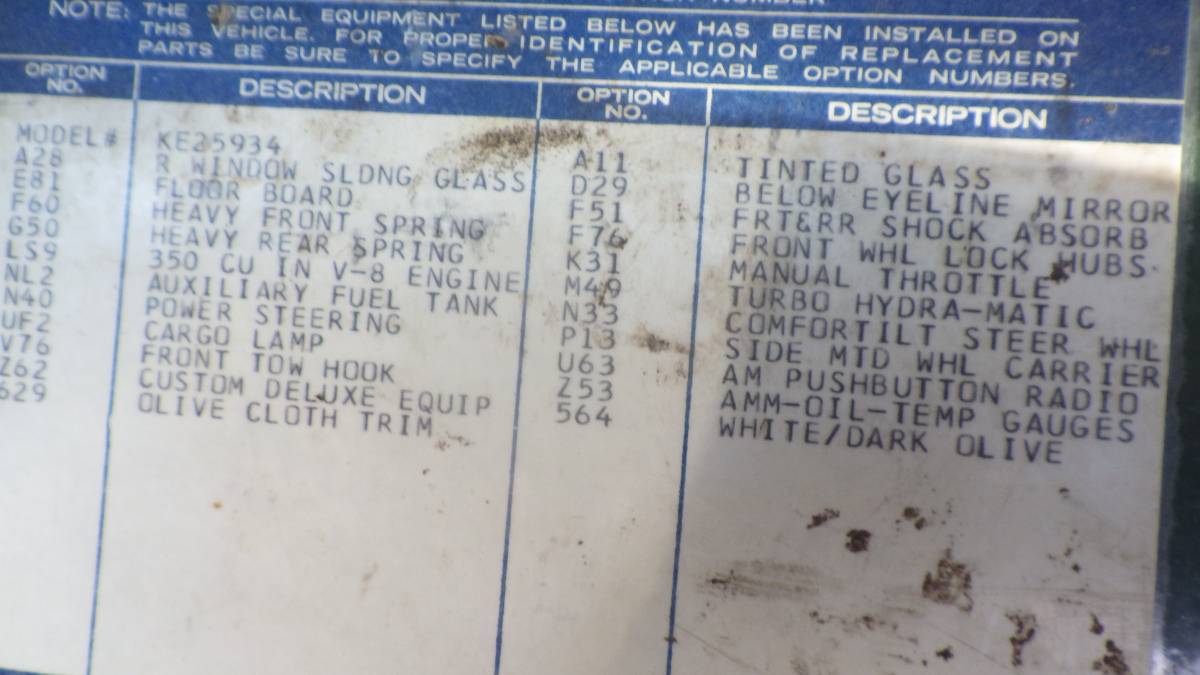 NUMBER
NOTE: THE SPECIAL EQUIPMENT LISTED BELOW HAS BEEN INSTALLED ON
THIS VEHICLE. FOR PROPER IDENTIFICATION OF REPLACEMENT
PARTS BE SURE TO SPECIFY THE APPLICABLE OPTION NUMBERS.
OPTION NO. DESCRIPTION OPTION NO. DESCRIPTION
MODEL# KE25934
A28 R WINDOW SLDNG GLASS A11 TINTED GLASS
E81 FLOOR BOARD D29 BELOW EYELINE MIRROR
F60 HEAVY FRONT SPRING F51 FRT&RR SHOCK ABSORB
G50 HEAVY REAR SPRING F76 FRONT WHL LOCK HUBS
LS9 350 CU IN V-8 ENGINE K31 MANUAL THROTTLE
NL2 AUXILIARY FUEL TANK M49 TURBO HYDRA-MATIC
N40 POWER STEERING N33 COMFORTILT STEER WHL
UF2 CARGO LAMP P13 SIDE MTD WHL CARRIER
V76 FRONT TOW HOOK U63 AM PUSHBUTTON RADIO
Z62 CUSTOM DELUXE EQUIP Z53 AMM-OIL-TEMP GAUGES
629 OLIVE CLOTH TRIM 564 WHITE/DARK OLIVE